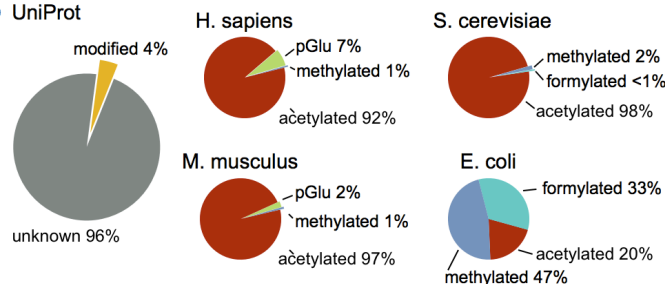 UniProt
modified 4%
unknown 96%
H. sapiens
pGlu 7%
methylated 1%
acetylated 92%
S. cerevisiae
methylated 2%
formylated <1%
acetylated 98%
M. musculus
pGlu 2%
methylated 1%
acetylated 97%
E. coli
formylated 33%
acetylated 20%
methylated 47%